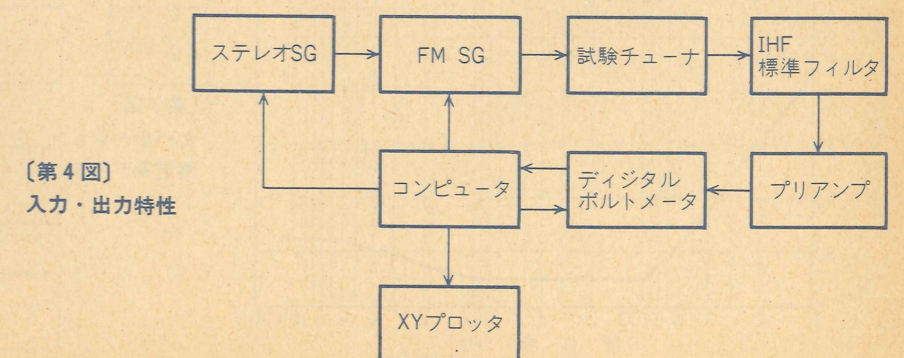 ステレオSG
FM SG
試験チューナ
IHF
標準フィルタ
〔第4図〕
入力・出力特性
コンピュータ
ディジタル
ボルトメータ
プリアンプ
XYプロッタ